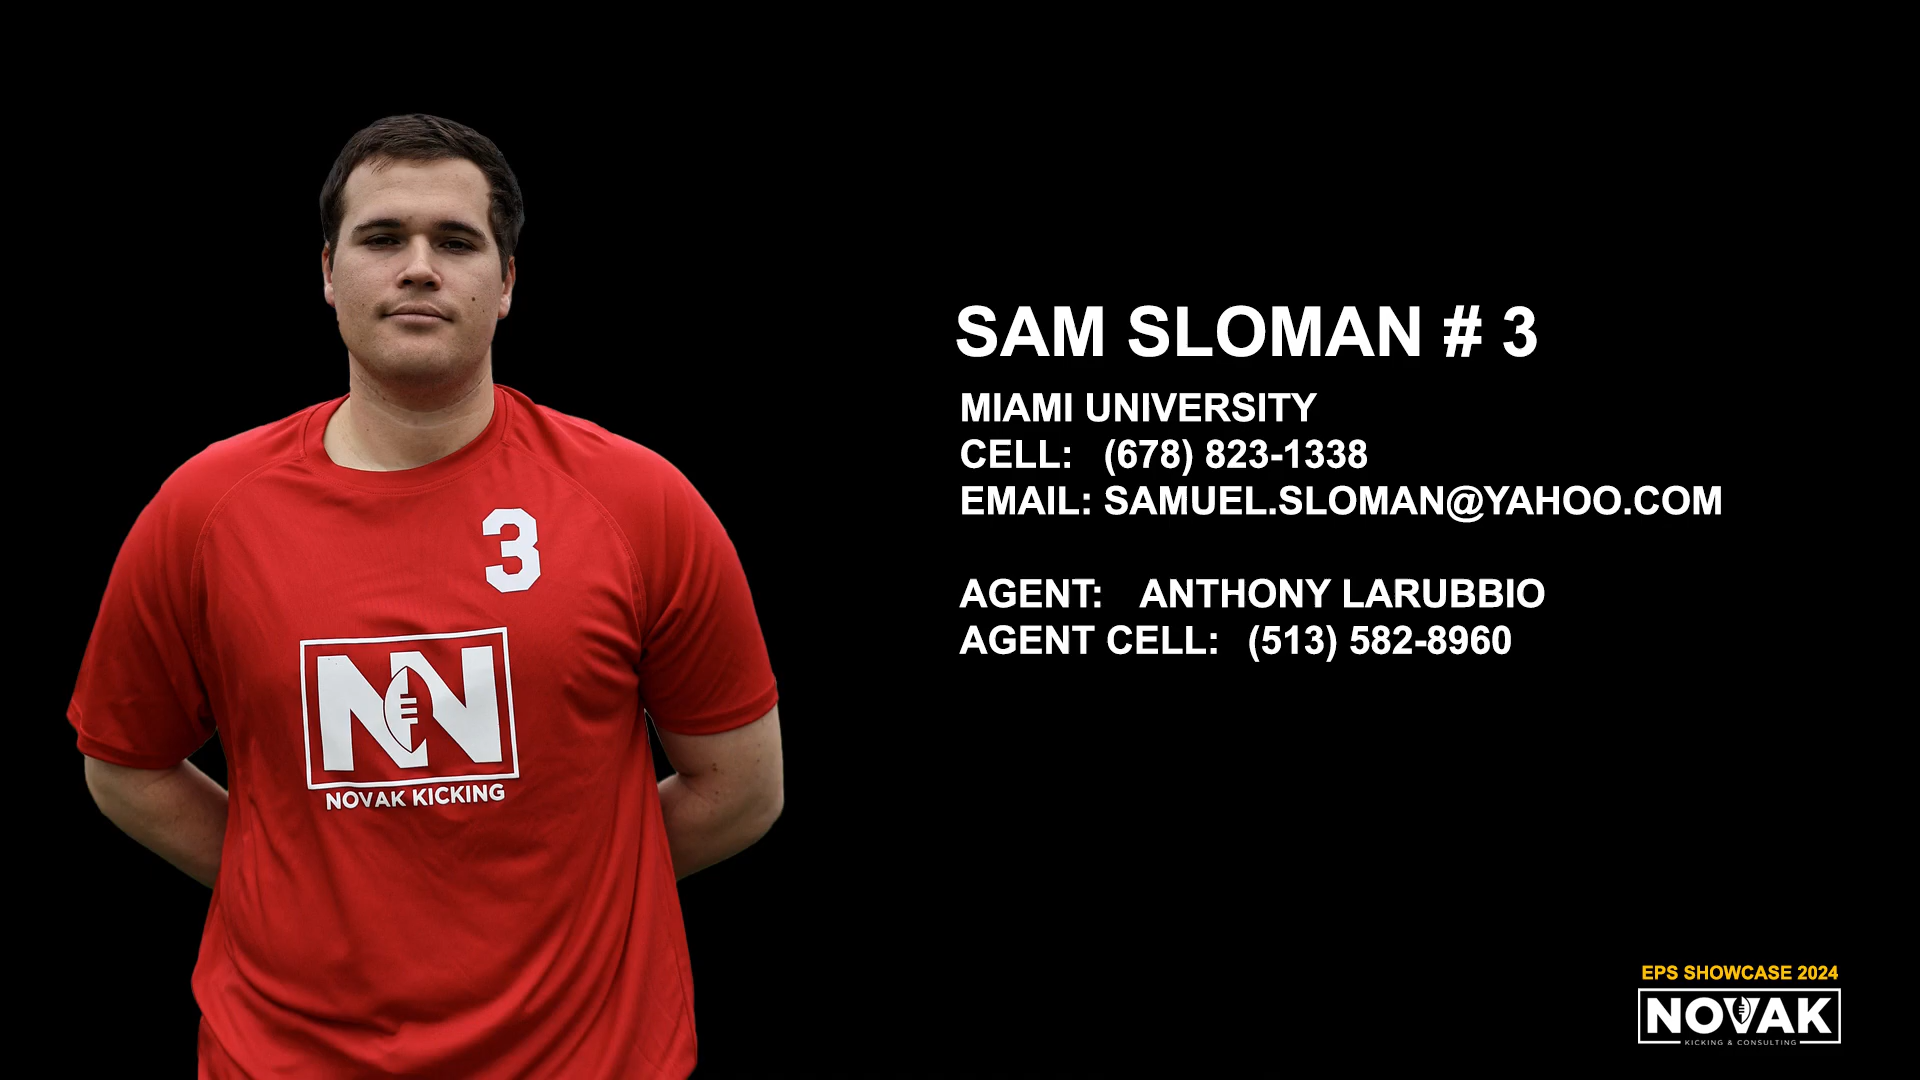 SAM SLOMAN # 3
MIAMI UNIVERSITY
CELL: (678) 823-1338
EMAIL: SAMUEL.SLOMAN@YAHOO.COM
AGENT: ANTHONY LARUBBIO
AGENT CELL: (513) 582-8960
3
NN
NOVAK KICKING
EPS SHOWCASE 2024
NOVAK
KICKING & CONSULTING